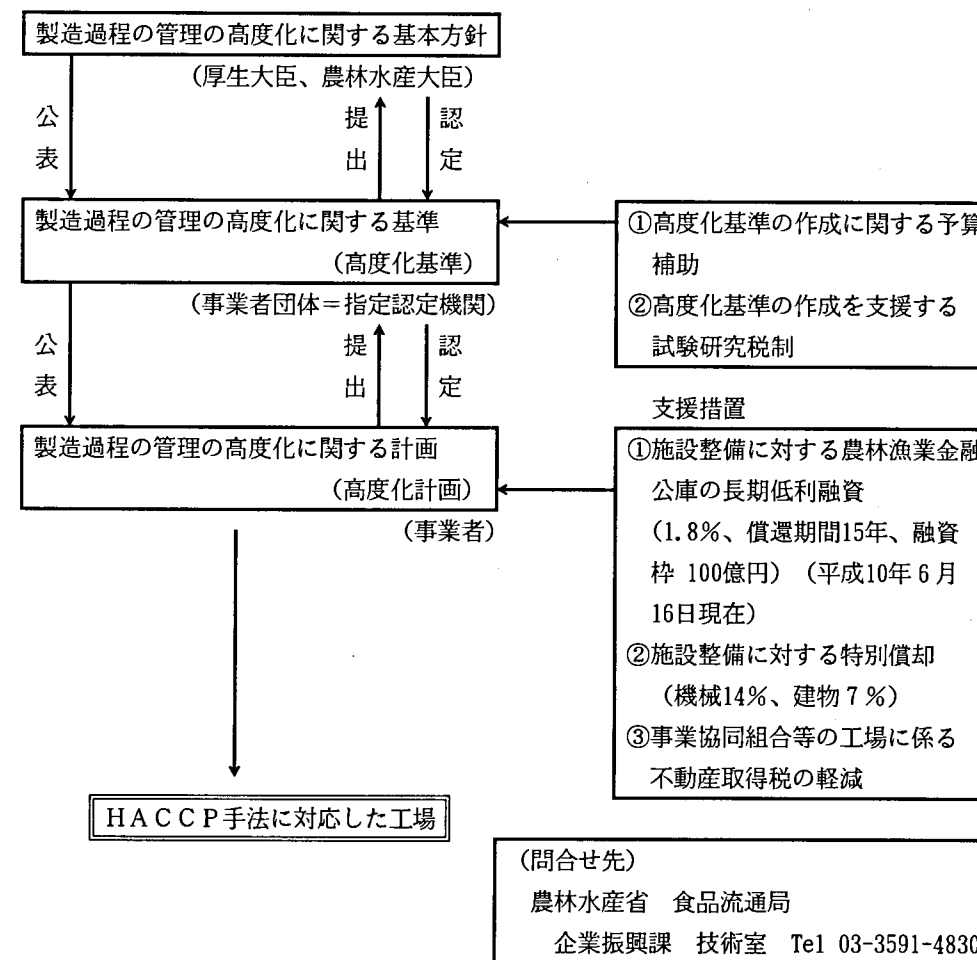 製造過程の管理の高度化に関する基本方針
(厚生大臣、農林水産大臣)
公表
提出
認定
製造過程の管理の高度化に関する基準
(高度化基準)
(事業者団体=指定認定機関)
①高度化基準の作成に関する予算
補助
②高度化基準の作成を支援する
試験研究税制
公表
提出
認定
製造過程の管理の高度化に関する計画
(高度化計画)
(事業者)
支援措置
①施設整備に対する農林漁業金融
公庫の長期低利融資
(1.8%、償還期間15年、融資
枠 100億円)(平成10年6月
16日現在)
②施設整備に対する特別償却
(機械14%、建物7%)
③事業協同組合等の工場に係る
不動産取得税の軽減
HACCP手法に対応した工場
(問合せ先)
農林水産省 食品流通局
企業振興課 技術室 Tel 03-3591-4830